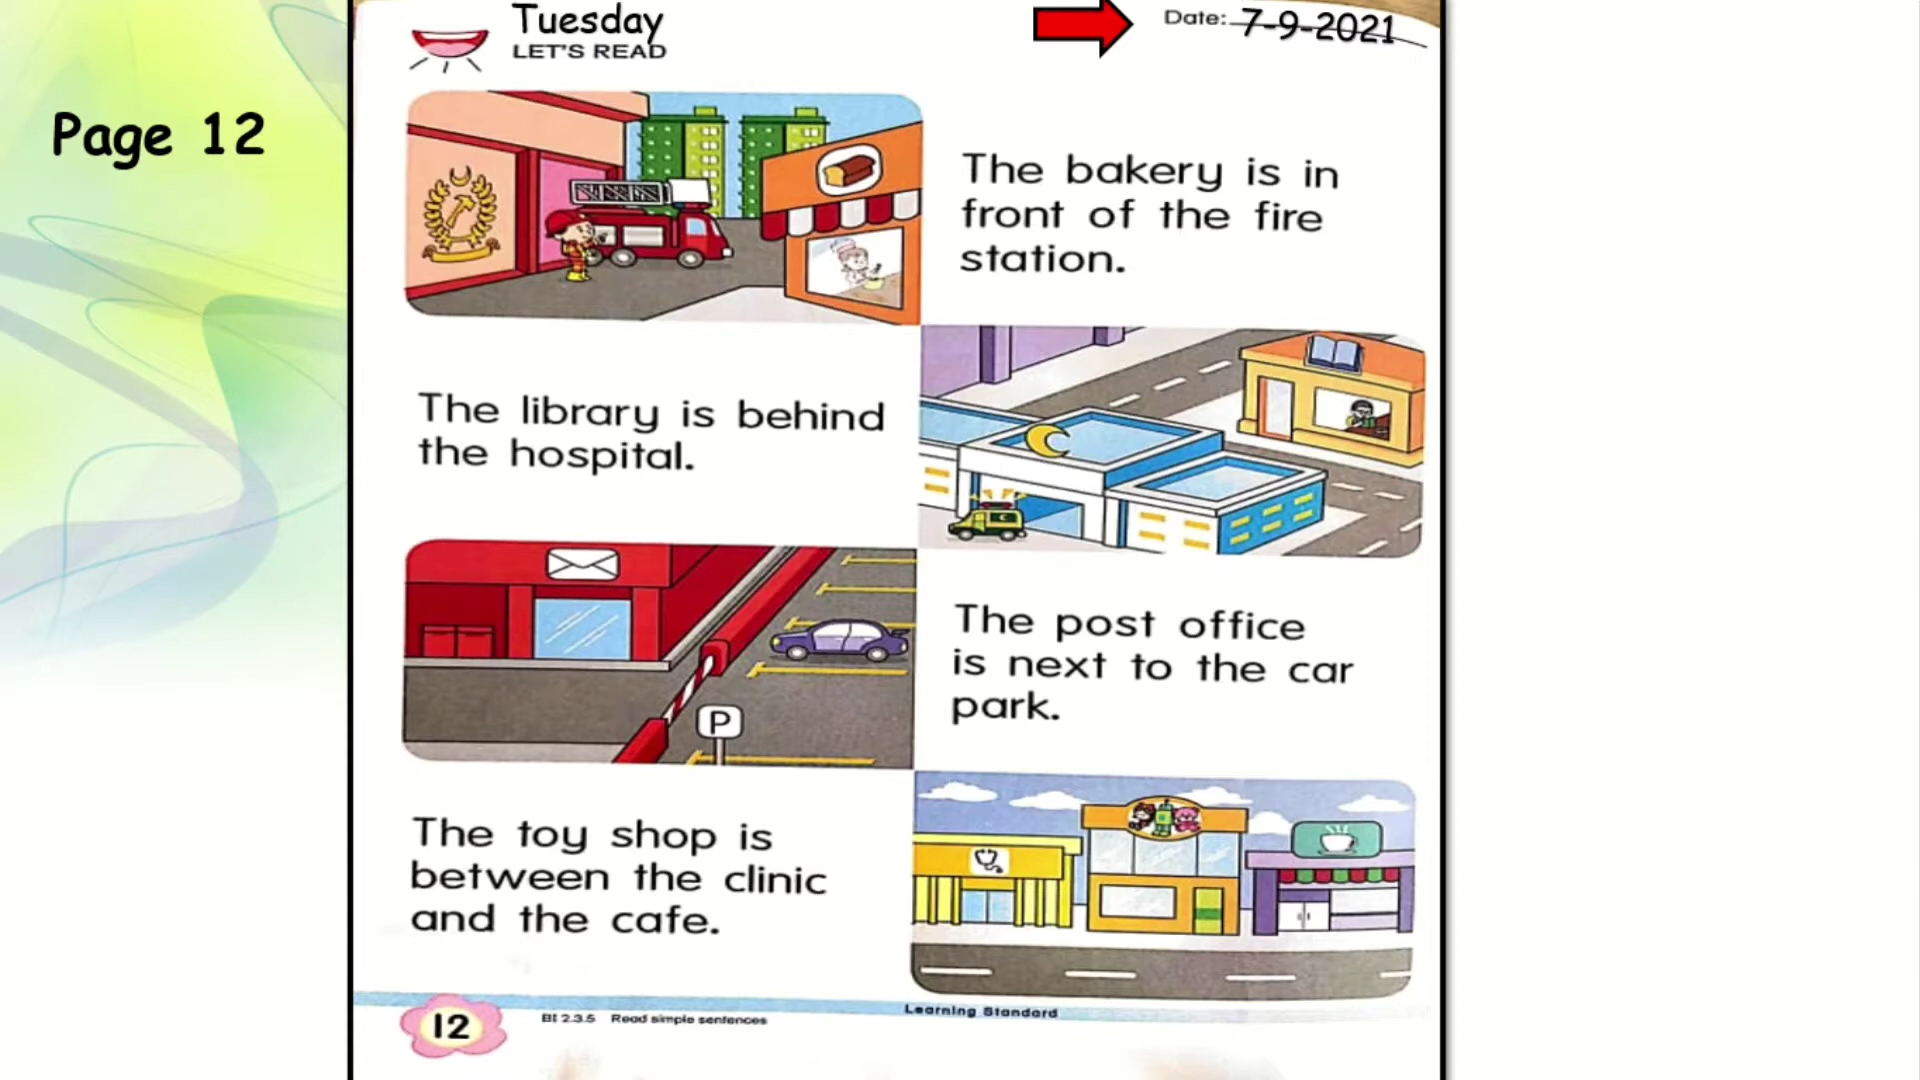 Page 12
Tuesday
LET'S READ
Date: 7-9-2021
The bakery is in
front of the fire
station.
The library is behind
the hospital.
The post office
is next to the car
park.
P
The toy shop is
between the clinic
and the cafe.
12
BI 2.3.5 Read simple sentences
Learning Standard